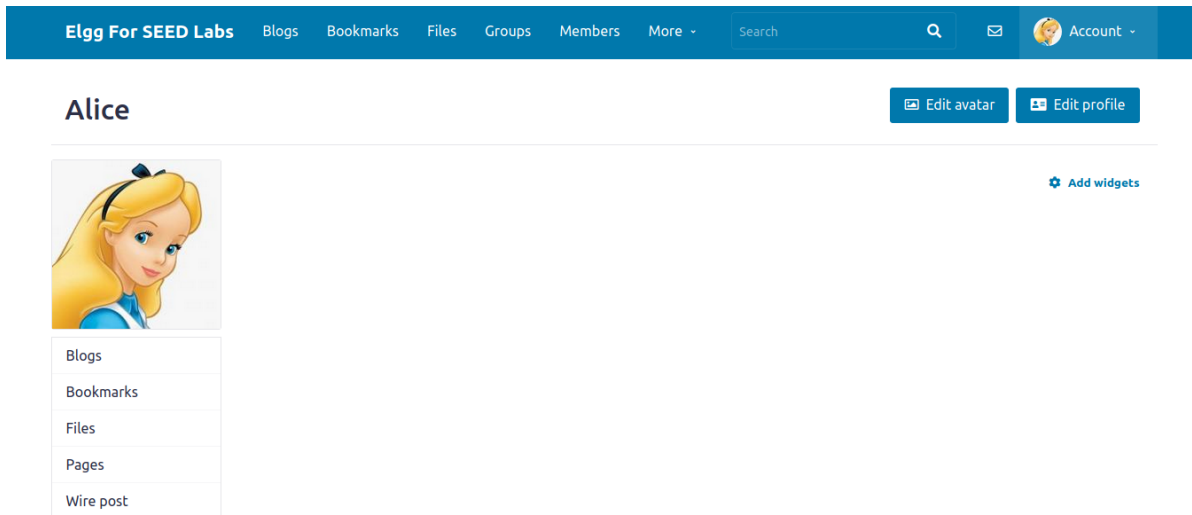 Elgg For SEED Labs Blogs Bookmarks Files Groups Members More Search Account
Alice Edit avatar Edit profile
Add widgets
Blogs
Bookmarks
Files
Pages
Wire post